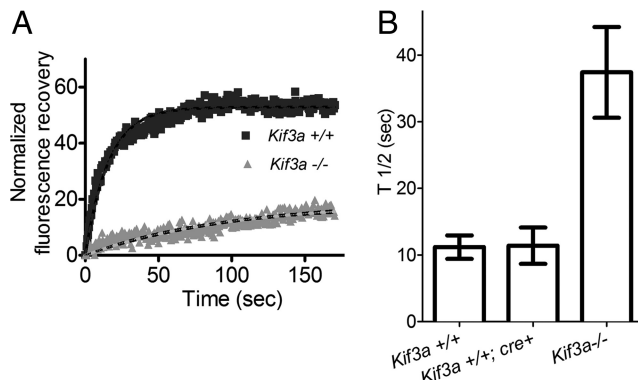 A
Normalized
fluorescence recovery
60
40
20
0
0
50
100
150
Time (sec)
Kif3a +/+
Kif3a -/-
B
T 1/2 (sec)
40
30
20
10
0
Kif3a +/+
Kif3a +/+; cre+
Kif3a-/-